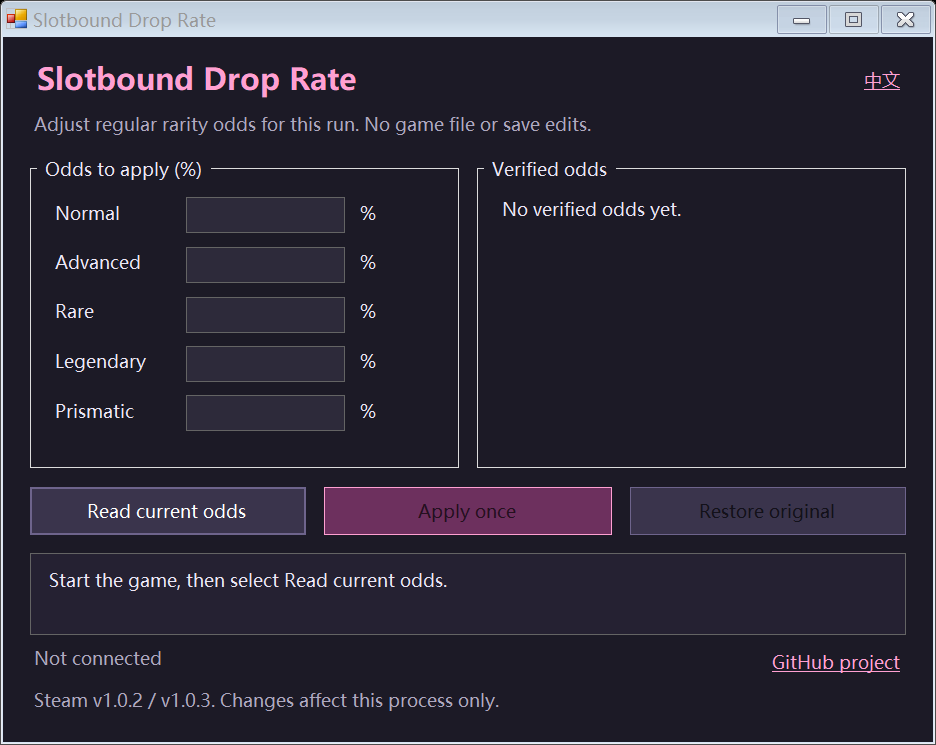 Slotbound Drop Rate
Slotbound Drop Rate
中文
Adjust regular rarity odds for this run. No game file or save edits.
Odds to apply (%)
Normal %
Advanced %
Rare %
Legendary %
Prismatic %
Verified odds
No verified odds yet.
Read current odds
Apply once
Restore original
Start the game, then select Read current odds.
Not connected
GitHub project
Steam v1.0.2 / v1.0.3. Changes affect this process only.